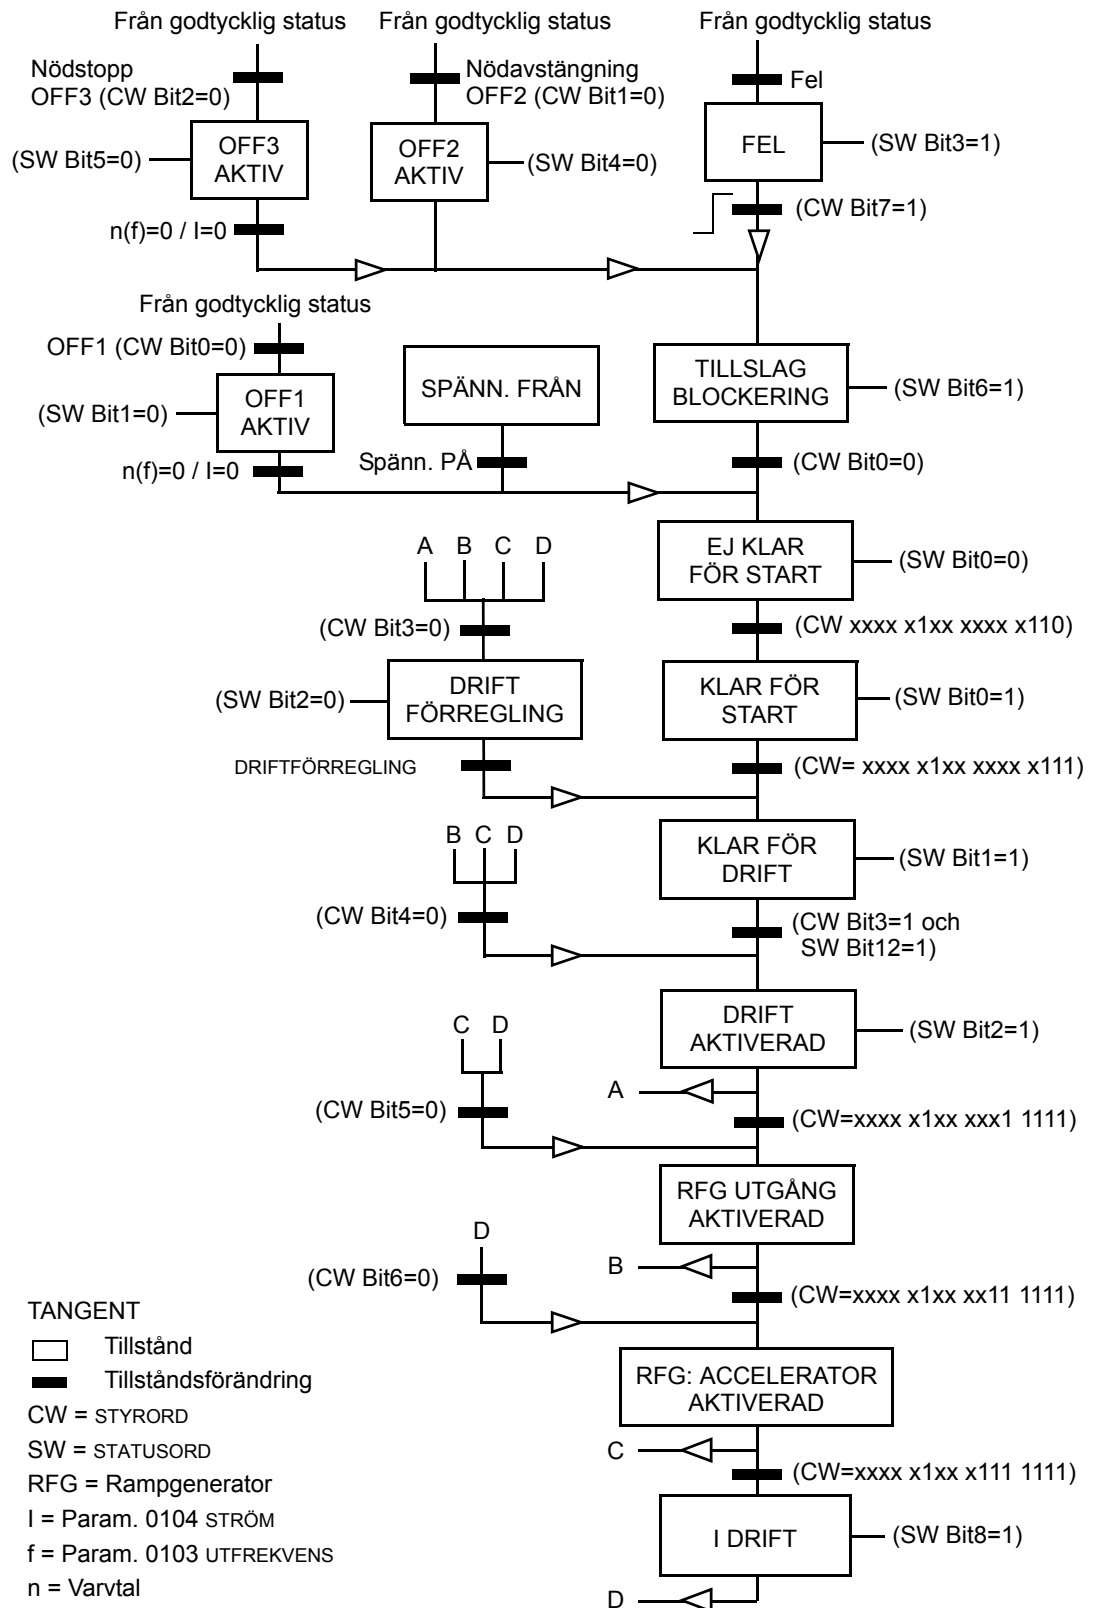 Från godtycklig status
Från godtycklig status
Från godtycklig status
Nödstopp
OFF3 (CW Bit2=0)
Nödavstängning
OFF2 (CW Bit1=0)
Fel
(SW Bit5=0)
OFF3
AKTIV
OFF2
AKTIV
(SW Bit4=0)
FEL
(SW Bit3=1)
n(f)=0 / I=0
(CW Bit7=1)
Från godtycklig status
OFF1 (CW Bit0=0)
(SW Bit1=0)
OFF1
AKTIV
SPÄNN. FRÅN
TILLSLAG
BLOCKERING
(SW Bit6=1)
n(f)=0 / I=0
Spänn. PÅ
(CW Bit0=0)
A B C D
EJ KLAR
FÖR START
(SW Bit0=0)
(CW Bit3=0)
(CW xxxx x1xx xxxx x110)
(SW Bit2=0)
DRIFT
FÖRREGLING
KLAR FÖR
START
(SW Bit0=1)
DRIFTFÖRREGLING
(CW= xxxx x1xx xxxx x111)
B C D
KLAR FÖR
DRIFT
(SW Bit1=1)
(CW Bit4=0)
(CW Bit3=1 och
SW Bit12=1)
C D
DRIFT
AKTIVERAD
(SW Bit2=1)
A
(CW Bit5=0)
(CW=xxxx x1xx xxx1 1111)
RFG UTGÅNG
AKTIVERAD
D
B
(CW Bit6=0)
(CW=xxxx x1xx xx11 1111)
RFG: ACCELERATOR
AKTIVERAD
C
(CW=xxxx x1xx x111 1111)
I DRIFT
(SW Bit8=1)
D
TANGENT
Tillstånd
Tillståndsförändring
CW = STYRORD
SW = STATUSORD
RFG = Rampgenerator
I = Param. 0104 STRÖM
f = Param. 0103 UTFREKVENS
n = Varvtal